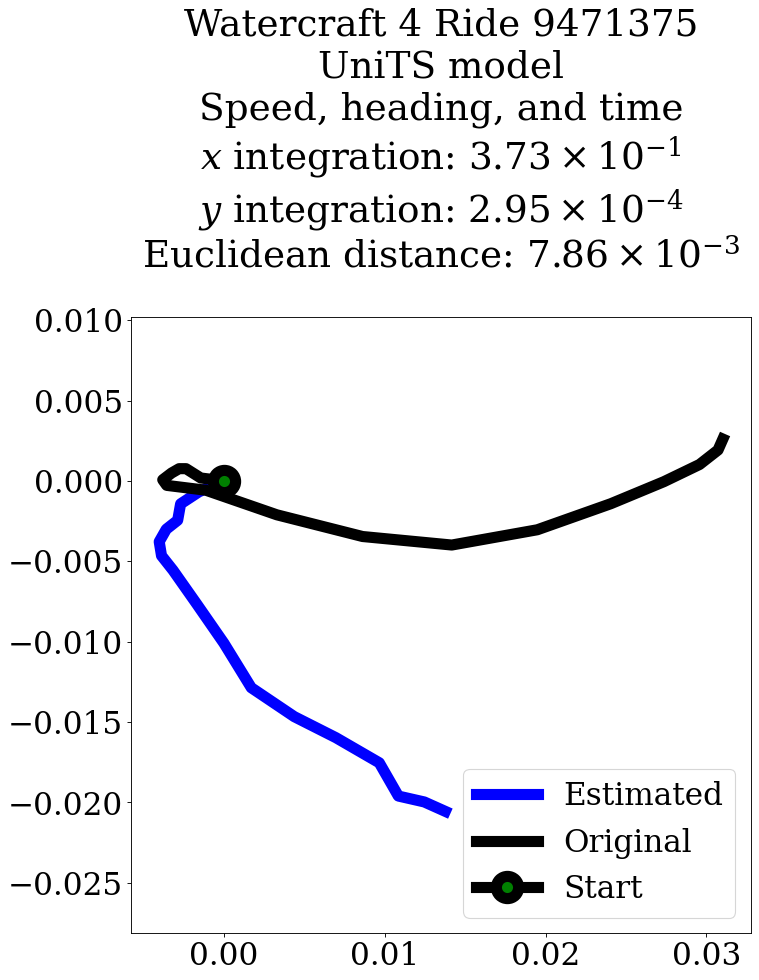 Watercraft 4 Ride 9471375
UniTS model
Speed, heading, and time
x integration: 3.73 × 10⁻¹
y integration: 2.95 × 10⁻⁴
Euclidean distance: 7.86 × 10⁻³
0.010
0.005
0.000
−0.005
−0.010
−0.015
−0.020
−0.025
Estimated
Original
Start
0.00 0.01 0.02 0.03